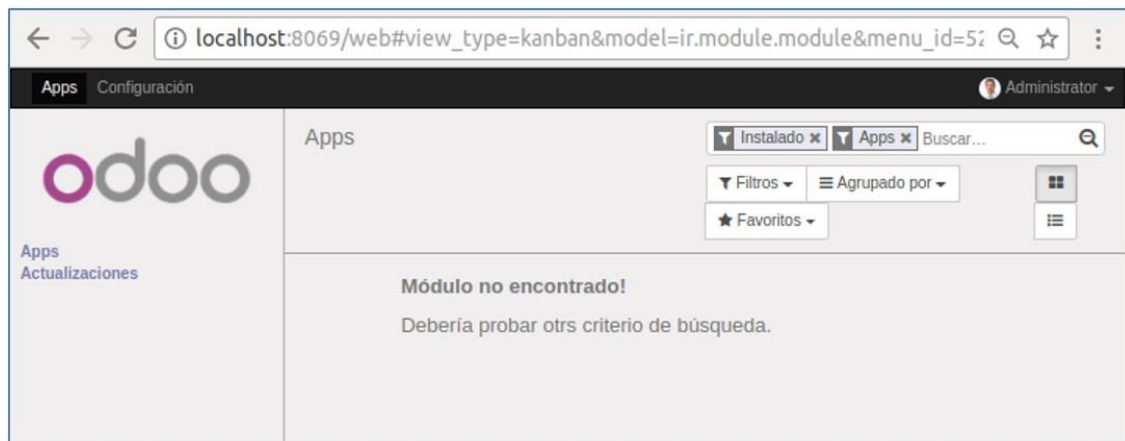 localhost:8069/web#view_type=kanban&model=ir.module.module&menu_id=52
Apps Configuración Administrator
odoo
Apps
Actualizaciones
Apps
Instalado Apps Buscar...
Filtros Agrupado por
Favoritos
Módulo no encontrado!
Debería probar otrs criterio de búsqueda.